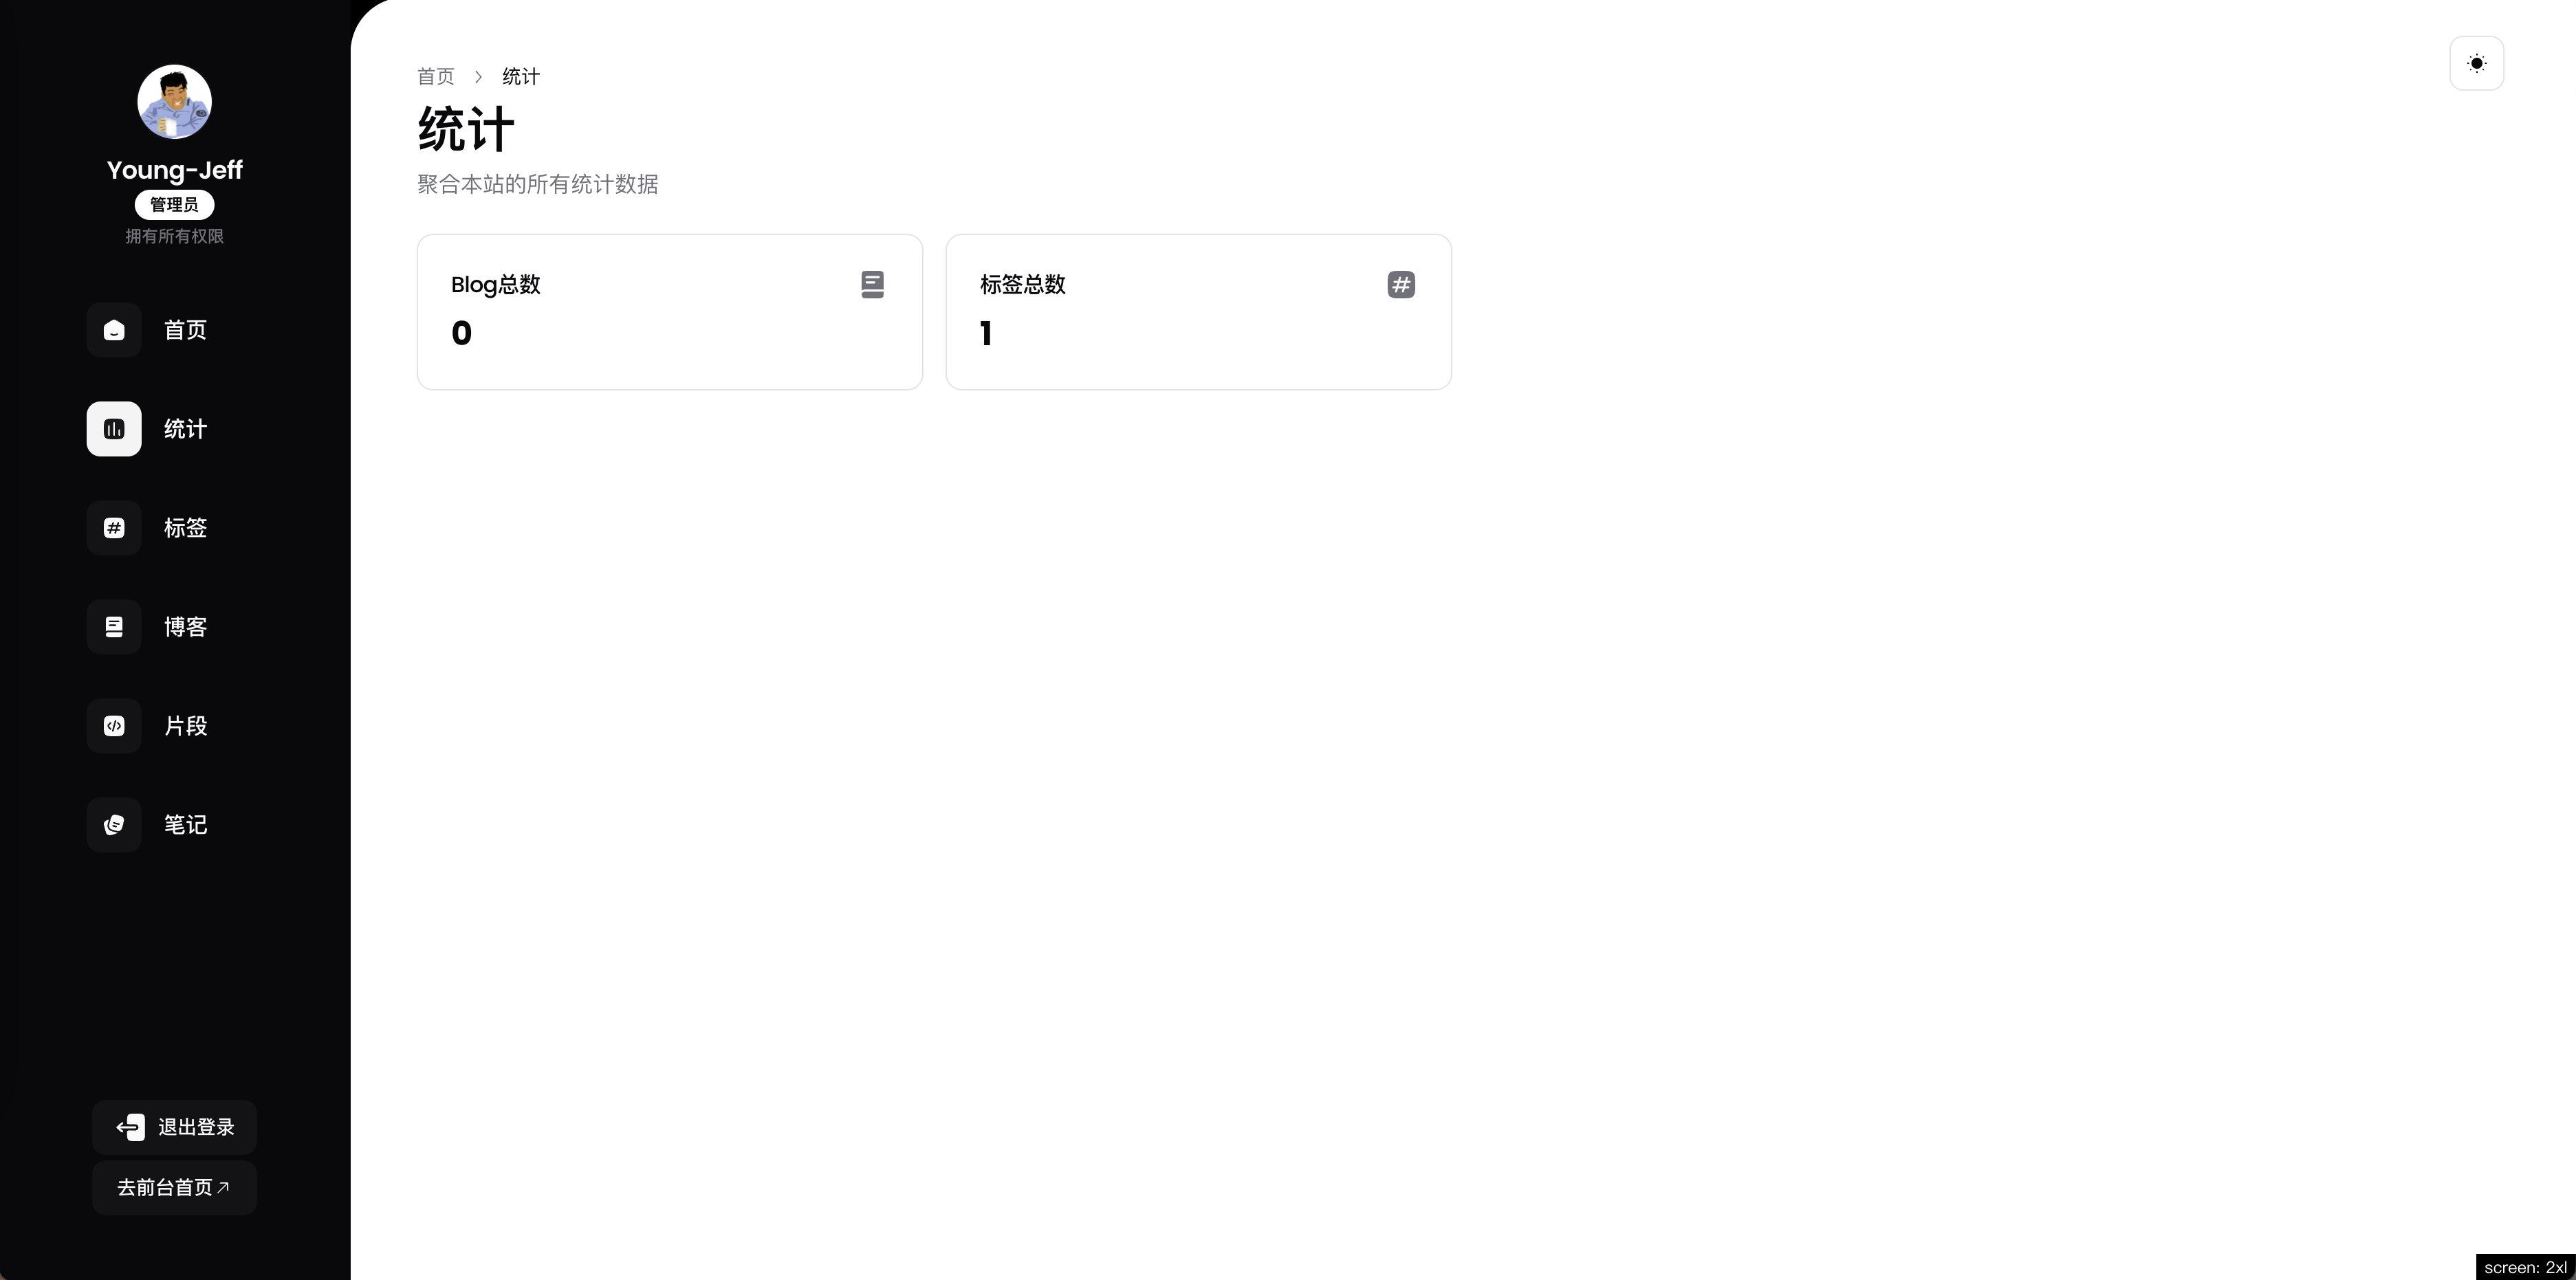 Young-Jeff
管理员
拥有所有权限
首页
统计
标签
博客
片段
笔记
退出登录
去前台首页
首页 统计
统计
聚合本站的所有统计数据
Blog总数
0
标签总数
1
screen: 2xl